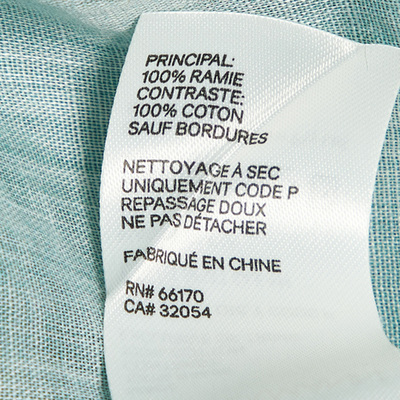 PRINCIPAL:
100% RAMIE
CONTRASTE:
100% COTON
SAUF BORDURES
NETTOYAGE À SEC
UNIQUEMENT CODE P
REPASSAGE DOUX
NE PAS DÉTACHER
FABRIQUÉ EN CHINE
RN# 66170
CA# 32054